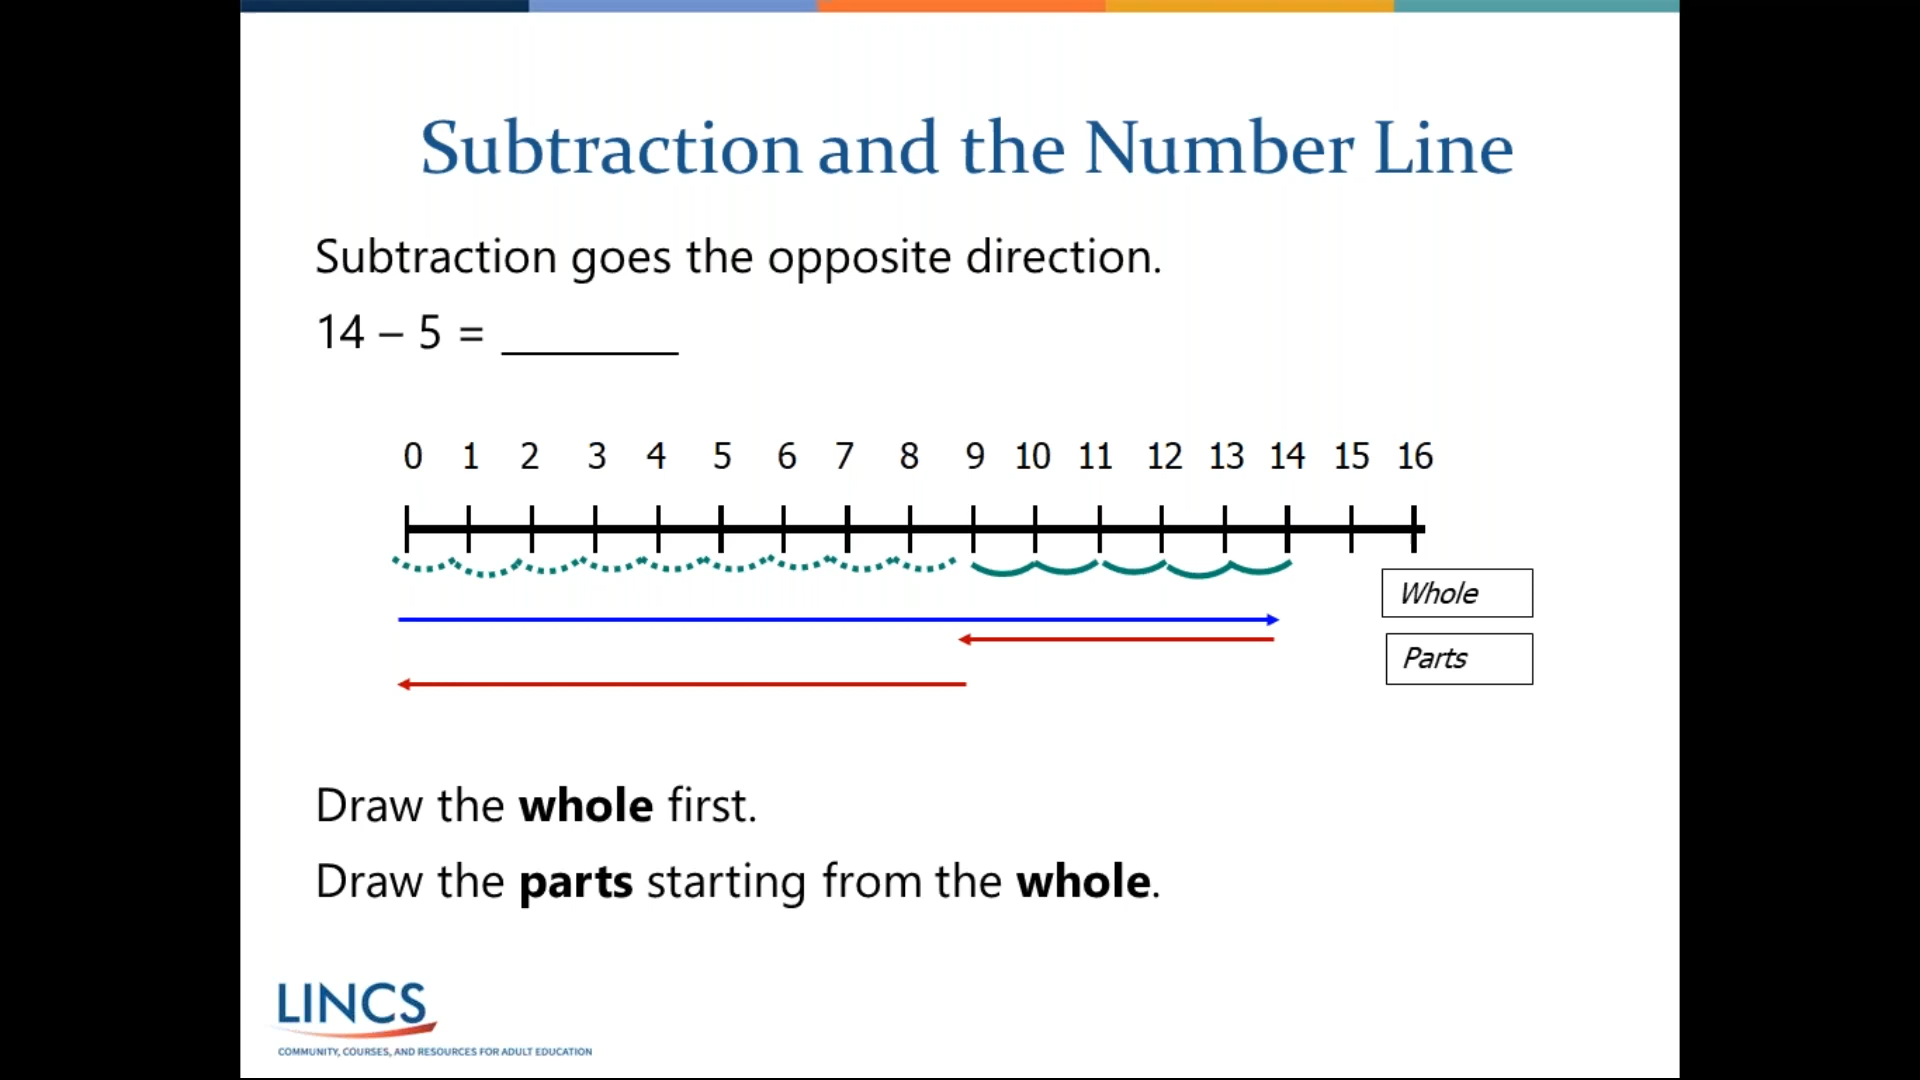 Subtraction and the Number Line
Subtraction goes the opposite direction.
14 – 5 = ________
0 1 2 3 4 5 6 7 8 9 10 11 12 13 14 15 16
Whole
Parts
Draw the whole first.
Draw the parts starting from the whole.
LINCS
COMMUNITY, COURSES, AND RESOURCES FOR ADULT EDUCATION